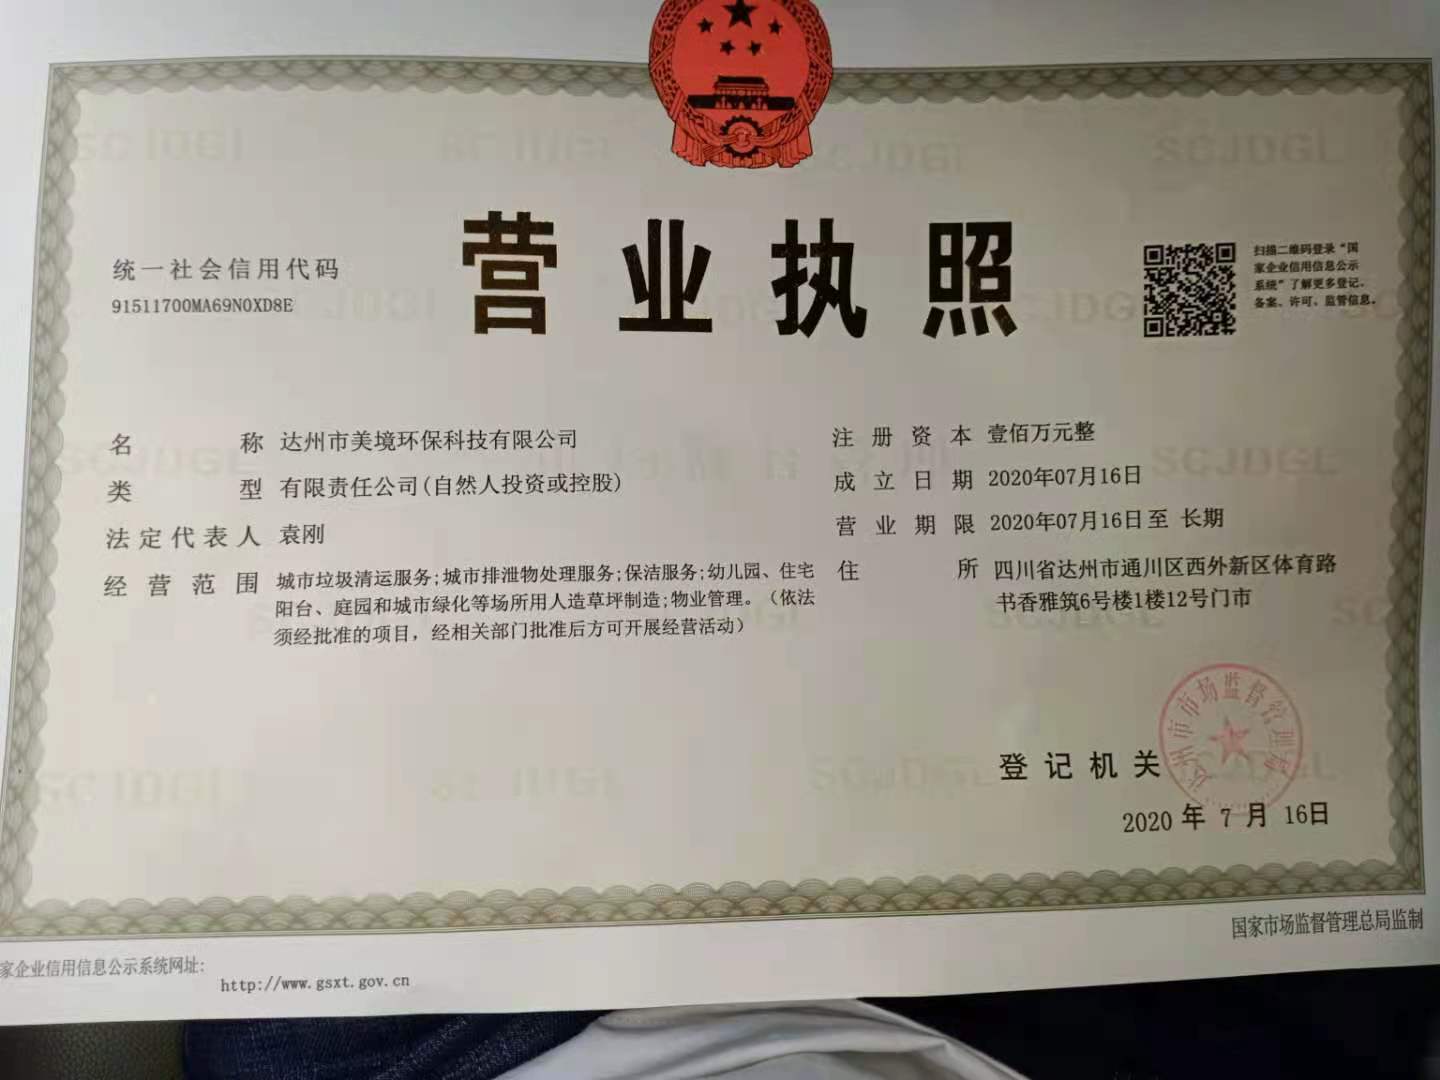 营业执照
统一社会信用代码
91511700MA69N0XD8E
扫描二维码登录“国
家企业信用信息公示
系统”了解更多登记、
备案、许可、监管信息。
名称 达州市美境环保科技有限公司
类型 有限责任公司(自然人投资或控股)
法定代表人 袁刚
经营范围 城市垃圾清运服务;城市排泄物处理服务;保洁服务;幼儿园、住宅
阳台、庭园和城市绿化等场所用人造草坪制造;物业管理。（依法
须经批准的项目，经相关部门批准后方可开展经营活动）
注册资本 壹佰万元整
成立日期 2020年07月16日
营业期限 2020年07月16日至 长期
住所 四川省达州市通川区西外新区体育路
书香雅筑6号楼1楼12号门市
登记机关
达州市市场监督管理局
2020 年 7 月 16日
国家市场监督管理总局监制
家企业信用信息公示系统网址:
http://www.gsxt.gov.cn
SCJDGL